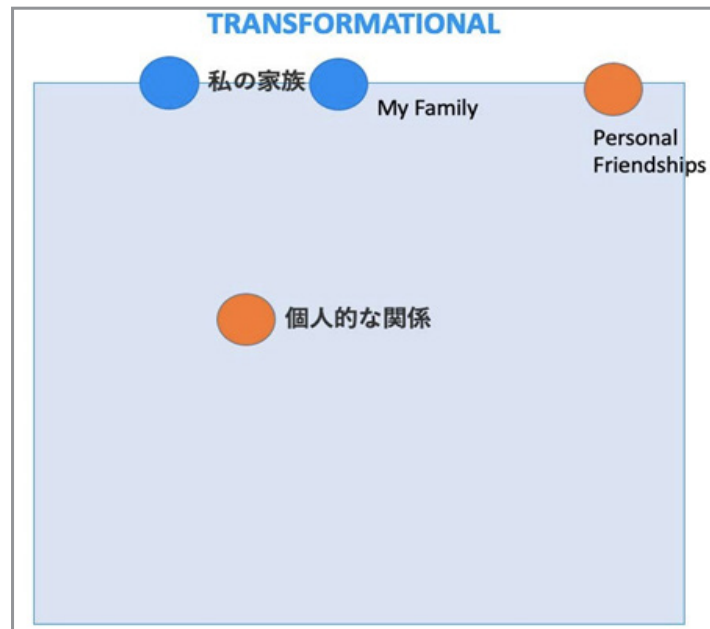 TRANSFORMATIONAL
私の家族
My Family
Personal
Friendships
個人的な関係